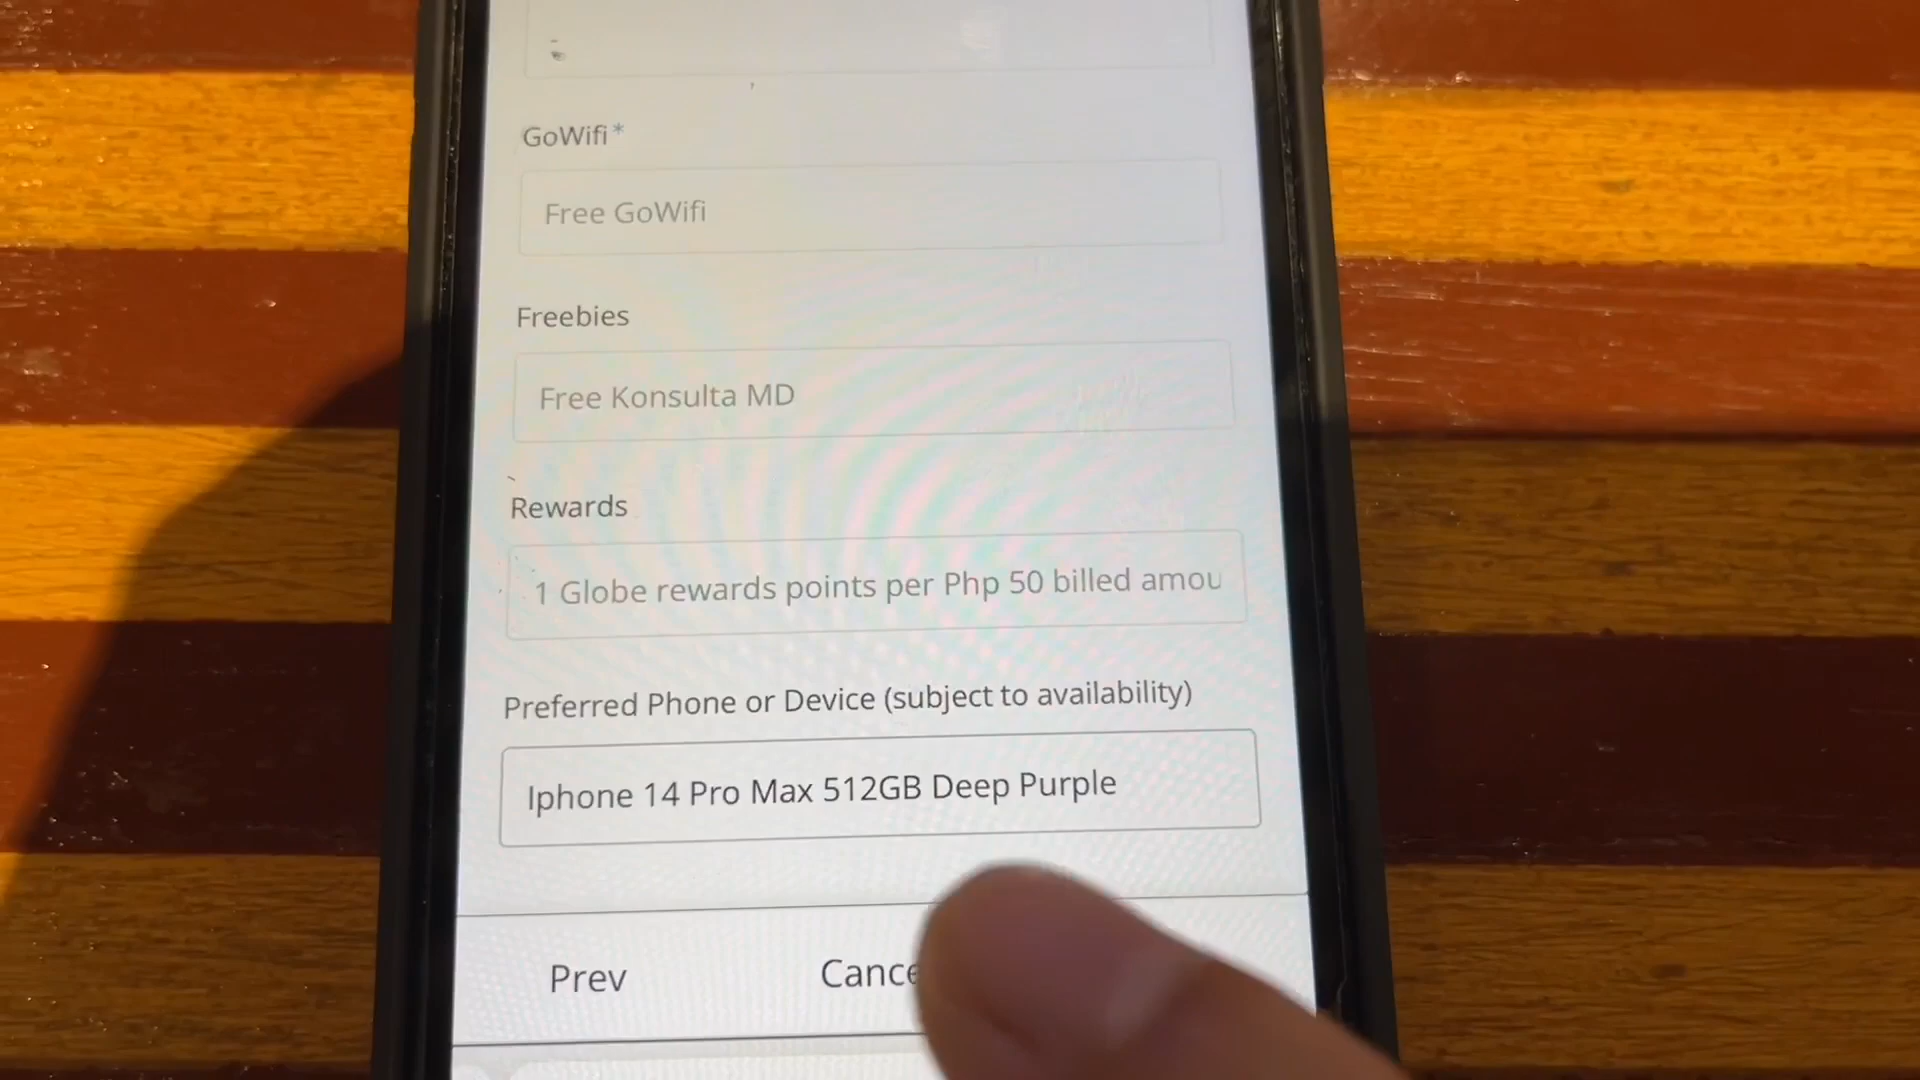 GoWifi*
Free GoWifi
Freebies
Free Konsulta MD
Rewards
1 Globe rewards points per Php 50 billed amou
Preferred Phone or Device (subject to availability)
Iphone 14 Pro Max 512GB Deep Purple
Prev
Cance